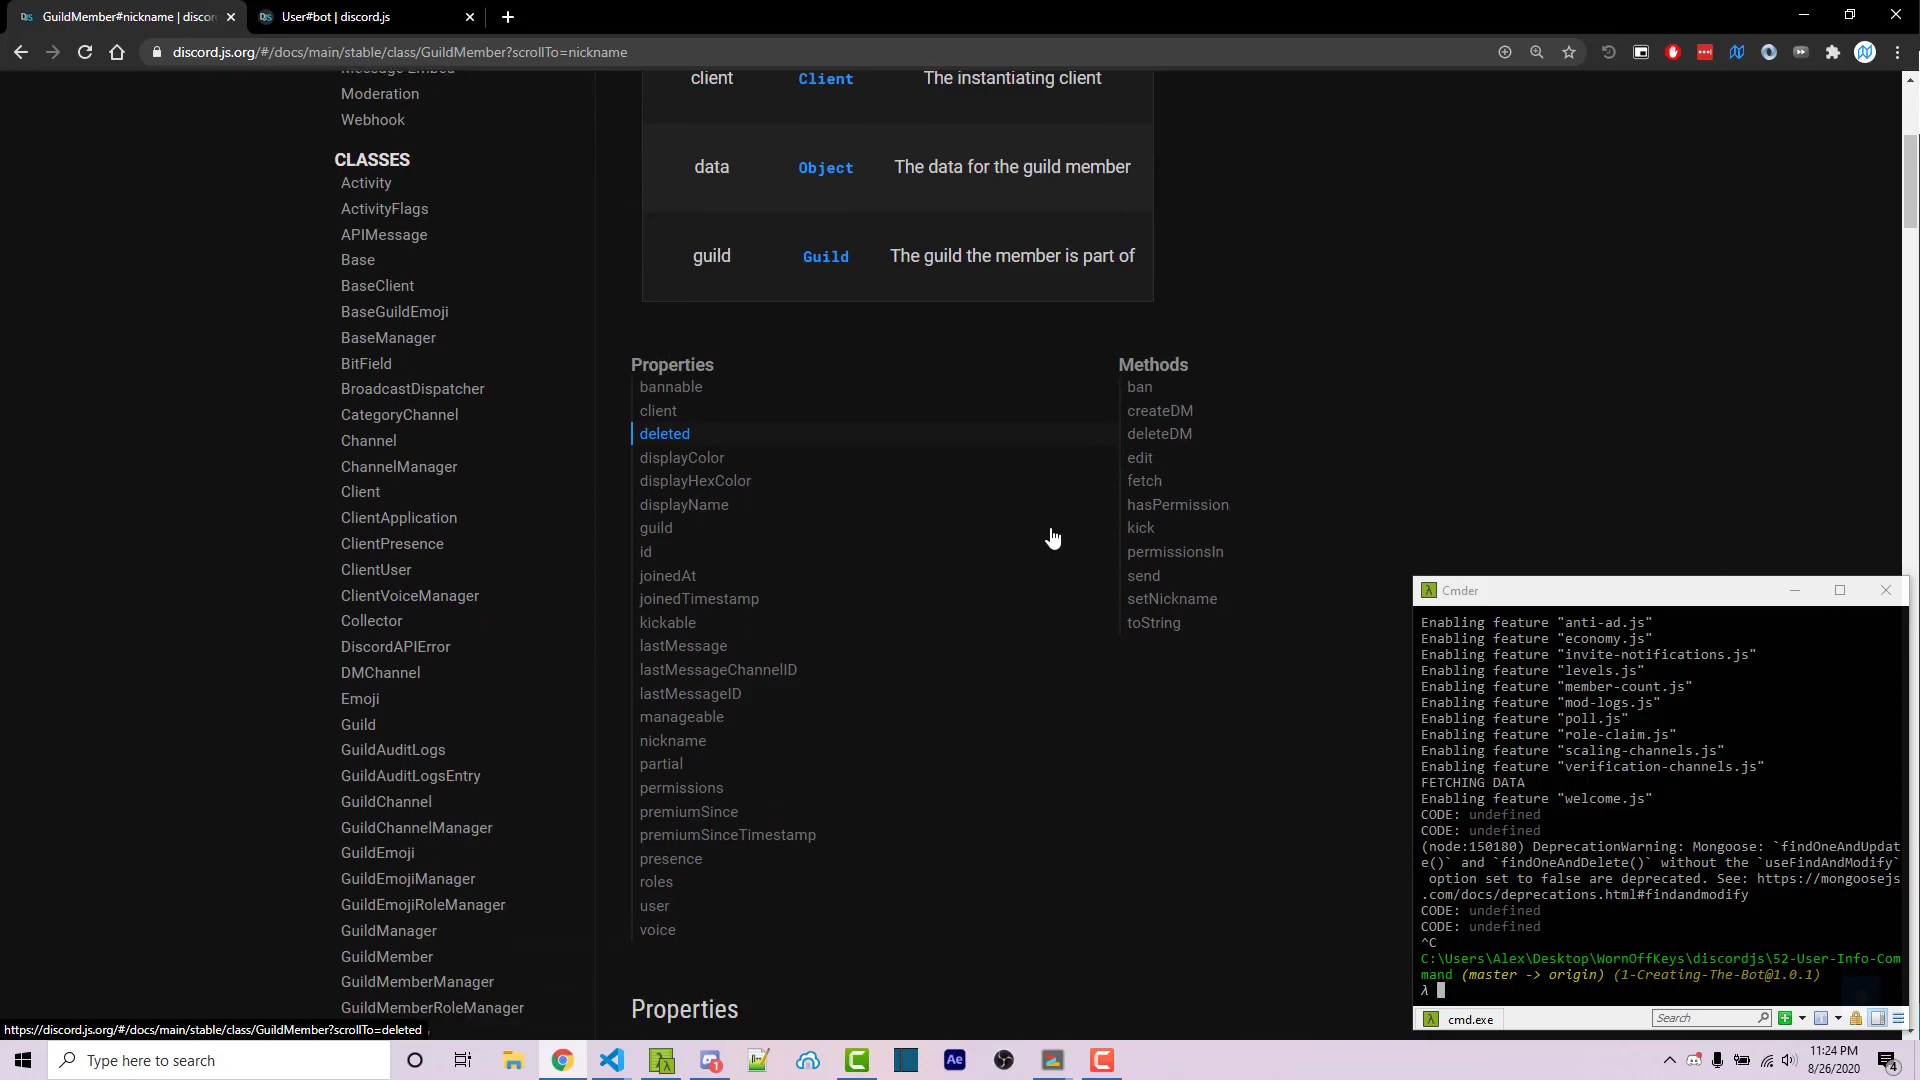 GuildMember#nickname | discor
User#bot | discord.js
discord.js.org/#/docs/main/stable/class/GuildMember?scrollTo=nickname
Moderation
Webhook
CLASSES
Activity
ActivityFlags
APIMessage
Base
BaseClient
BaseGuildEmoji
BaseManager
BitField
BroadcastDispatcher
CategoryChannel
Channel
ChannelManager
Client
ClientApplication
ClientPresence
ClientUser
ClientVoiceManager
Collector
DiscordAPIError
DMChannel
Emoji
Guild
GuildAuditLogs
GuildAuditLogsEntry
GuildChannel
GuildChannelManager
GuildEmoji
GuildEmojiManager
GuildEmojiRoleManager
GuildManager
GuildMember
GuildMemberManager
GuildMemberRoleManager
client Client The instantiating client
data Object The data for the guild member
guild Guild The guild the member is part of
Properties
bannable
client
deleted
displayColor
displayHexColor
displayName
guild
id
joinedAt
joinedTimestamp
kickable
lastMessage
lastMessageChannelID
lastMessageID
manageable
nickname
partial
permissions
premiumSince
premiumSinceTimestamp
presence
roles
user
voice
Methods
ban
createDM
deleteDM
edit
fetch
hasPermission
kick
permissionsIn
send
setNickname
toString
Properties
https://discord.js.org/#/docs/main/stable/class/GuildMember?scrollTo=deleted
Cmder
Enabling feature "anti-ad.js"
Enabling feature "economy.js"
Enabling feature "invite-notifications.js"
Enabling feature "levels.js"
Enabling feature "member-count.js"
Enabling feature "mod-logs.js"
Enabling feature "poll.js"
Enabling feature "role-claim.js"
Enabling feature "scaling-channels.js"
Enabling feature "verification-channels.js"
FETCHING DATA
Enabling feature "welcome.js"
CODE: undefined
CODE: undefined
(node:150180) DeprecationWarning: Mongoose: `findOneAndUpdat
e()` and `findOneAndDelete()` without the `useFindAndModify`
option set to false are deprecated. See: https://mongoosejs
.com/docs/deprecations.html#findandmodify
CODE: undefined
CODE: undefined
^C
C:\Users\Alex\Desktop\WornOffKeys\discordjs\52-User-Info-Com
mand (master -> origin) (1-Creating-The-Bot@1.0.1)
λ
cmd.exe
Search
Type here to search
11:24 PM
8/26/2020
4